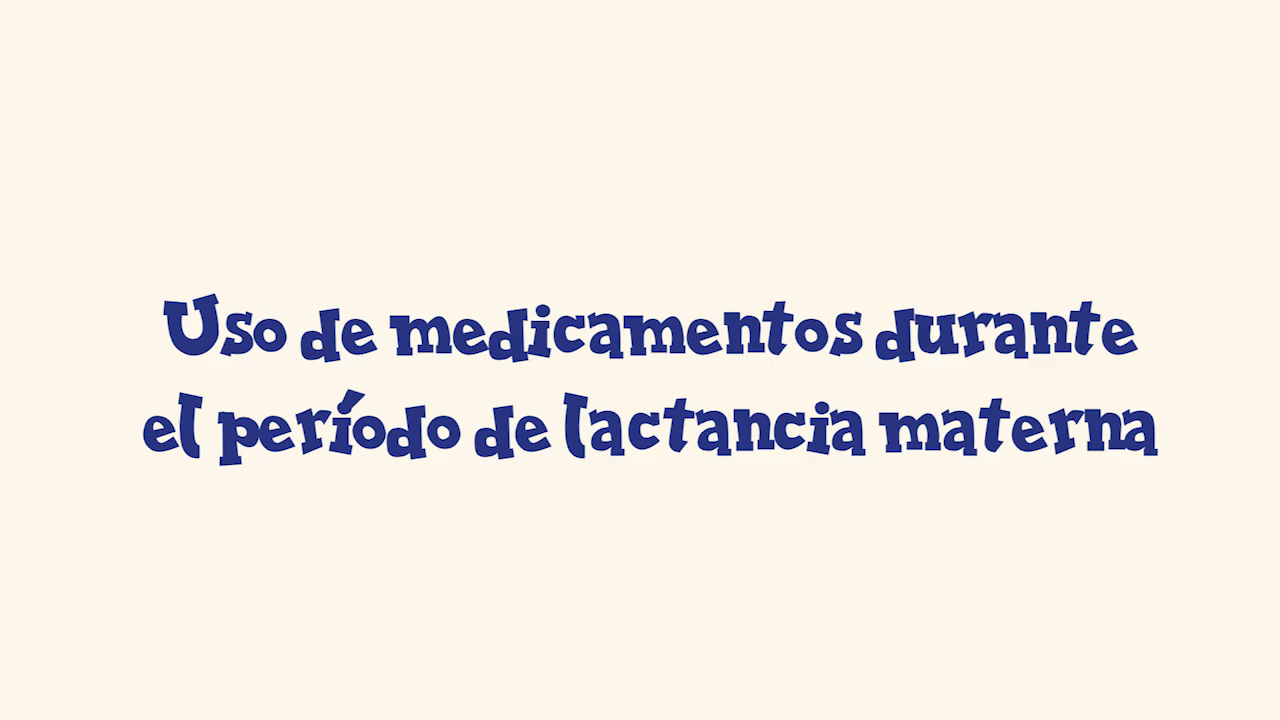 Uso de medicamentos durante
el período de lactancia materna